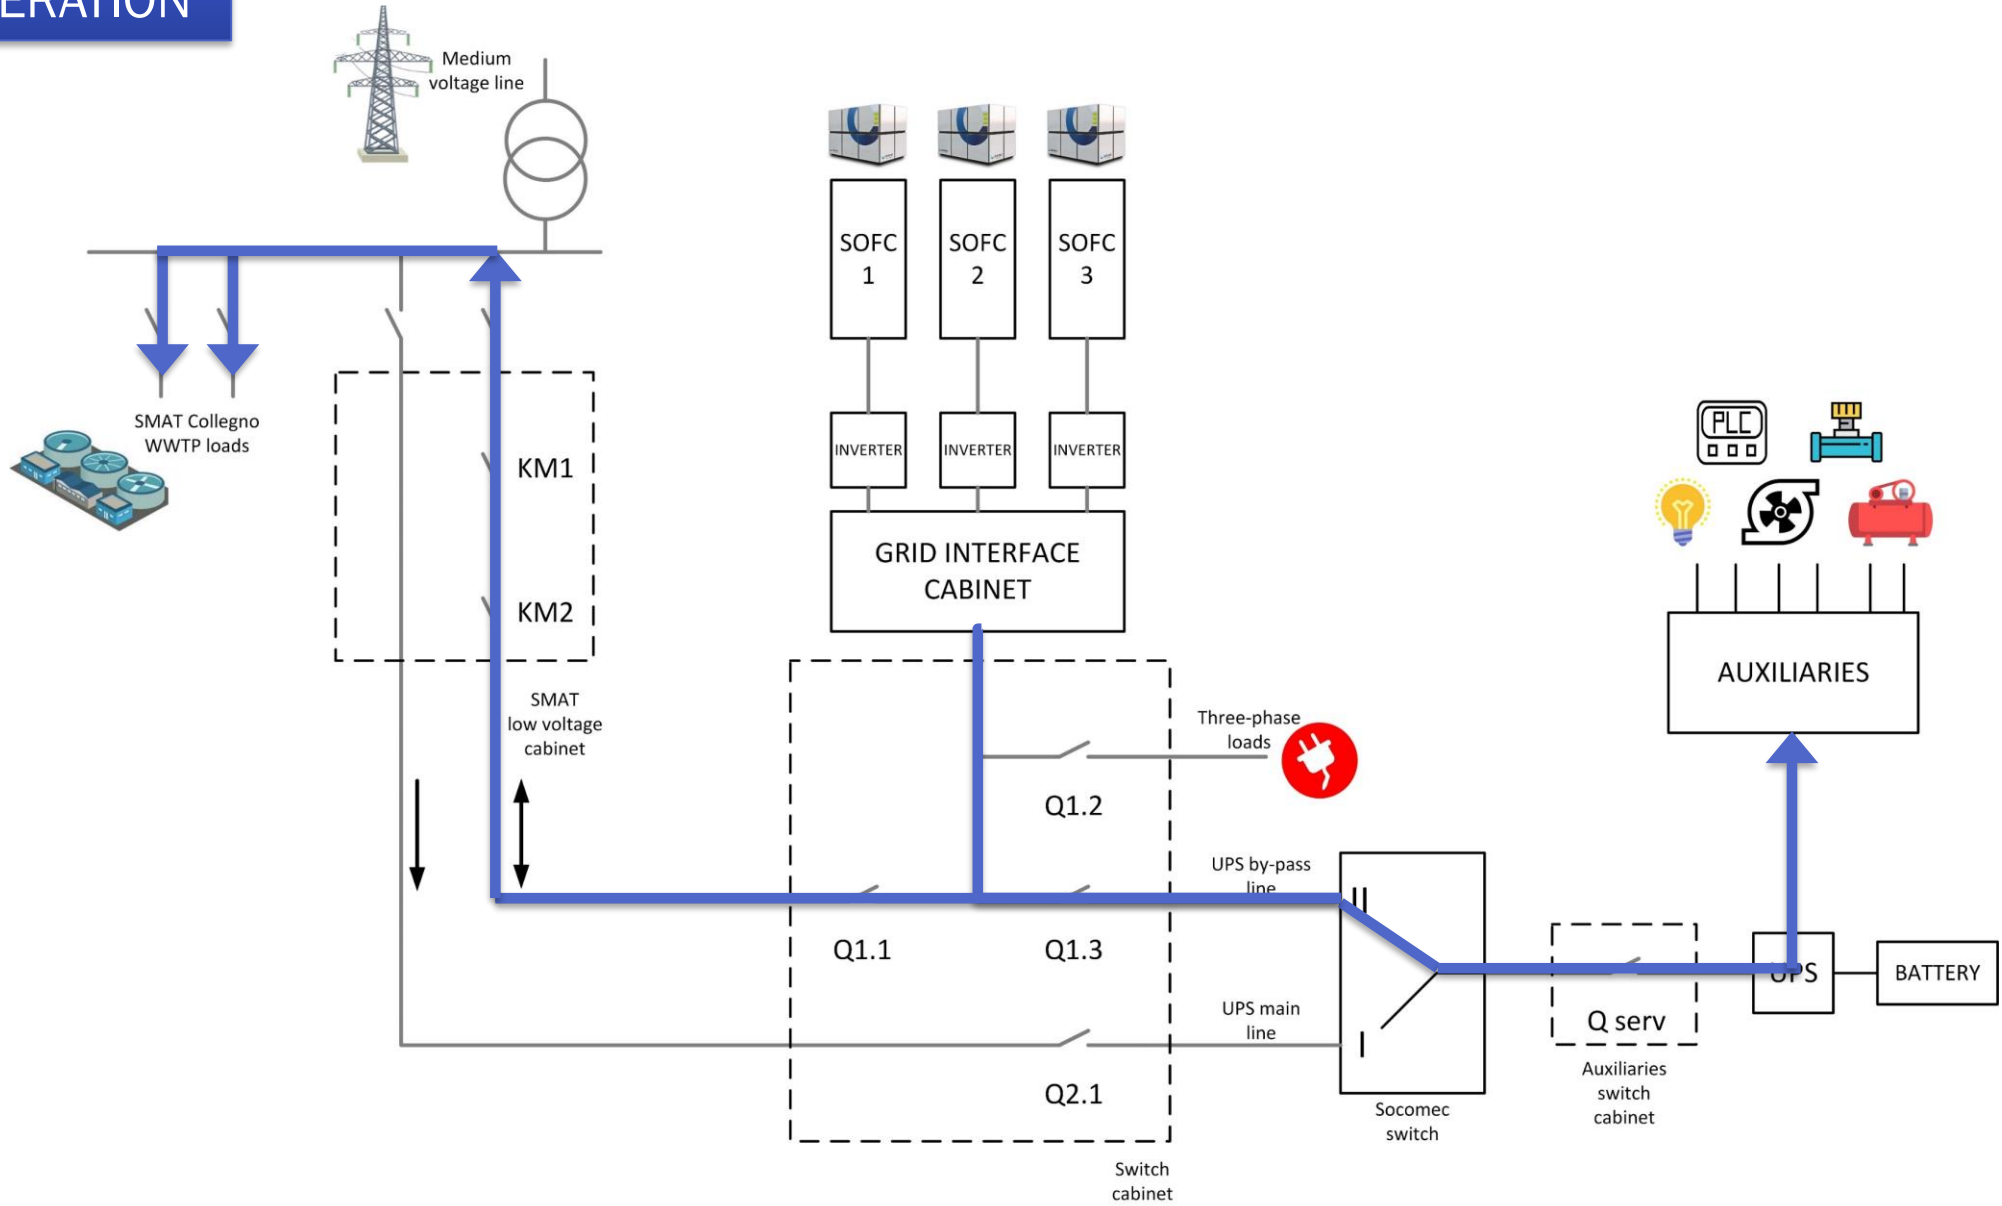 ERATION
Medium
voltage line
SOFC
1
SOFC
2
SOFC
3
SMAT Collegno
WWTP loads
KM1
KM2
INVERTER
INVERTER
INVERTER
GRID INTERFACE
CABINET
PLC
AUXILIARIES
SMAT
low voltage
cabinet
Three-phase
loads
Q1.2
UPS by-pass
line
II
Q1.1
Q1.3
UPS main
line
I
Q2.1
Q serv
UPS
BATTERY
Auxiliaries
switch
cabinet
Socomec
switch
Switch
cabinet